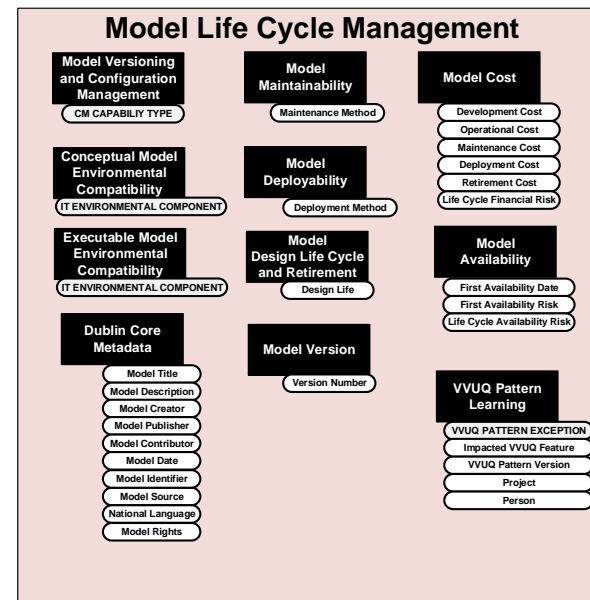 Model Life Cycle Management
Model Versioning
and Configuration
Management
CM CAPABILIY TYPE
Conceptual Model
Environmental
Compatibility
IT ENVIRONMENTAL COMPONENT
Executable Model
Environmental
Compatibility
IT ENVIRONMENTAL COMPONENT
Dublin Core
Metadata
Model Title
Model Description
Model Creator
Model Publisher
Model Contributor
Model Date
Model Identifier
Model Source
National Language
Model Rights
Model
Maintainability
Maintenance Method
Model
Deployability
Deployment Method
Model
Design Life Cycle
and Retirement
Design Life
Model Version
Version Number
Model Cost
Development Cost
Operational Cost
Maintenance Cost
Deployment Cost
Retirement Cost
Life Cycle Financial Risk
Model
Availability
First Availability Date
First Availability Risk
Life Cycle Availability Risk
VVUQ Pattern
Learning
VVUQ PATTERN EXCEPTION
Impacted VVUQ Feature
VVUQ Pattern Version
Project
Person